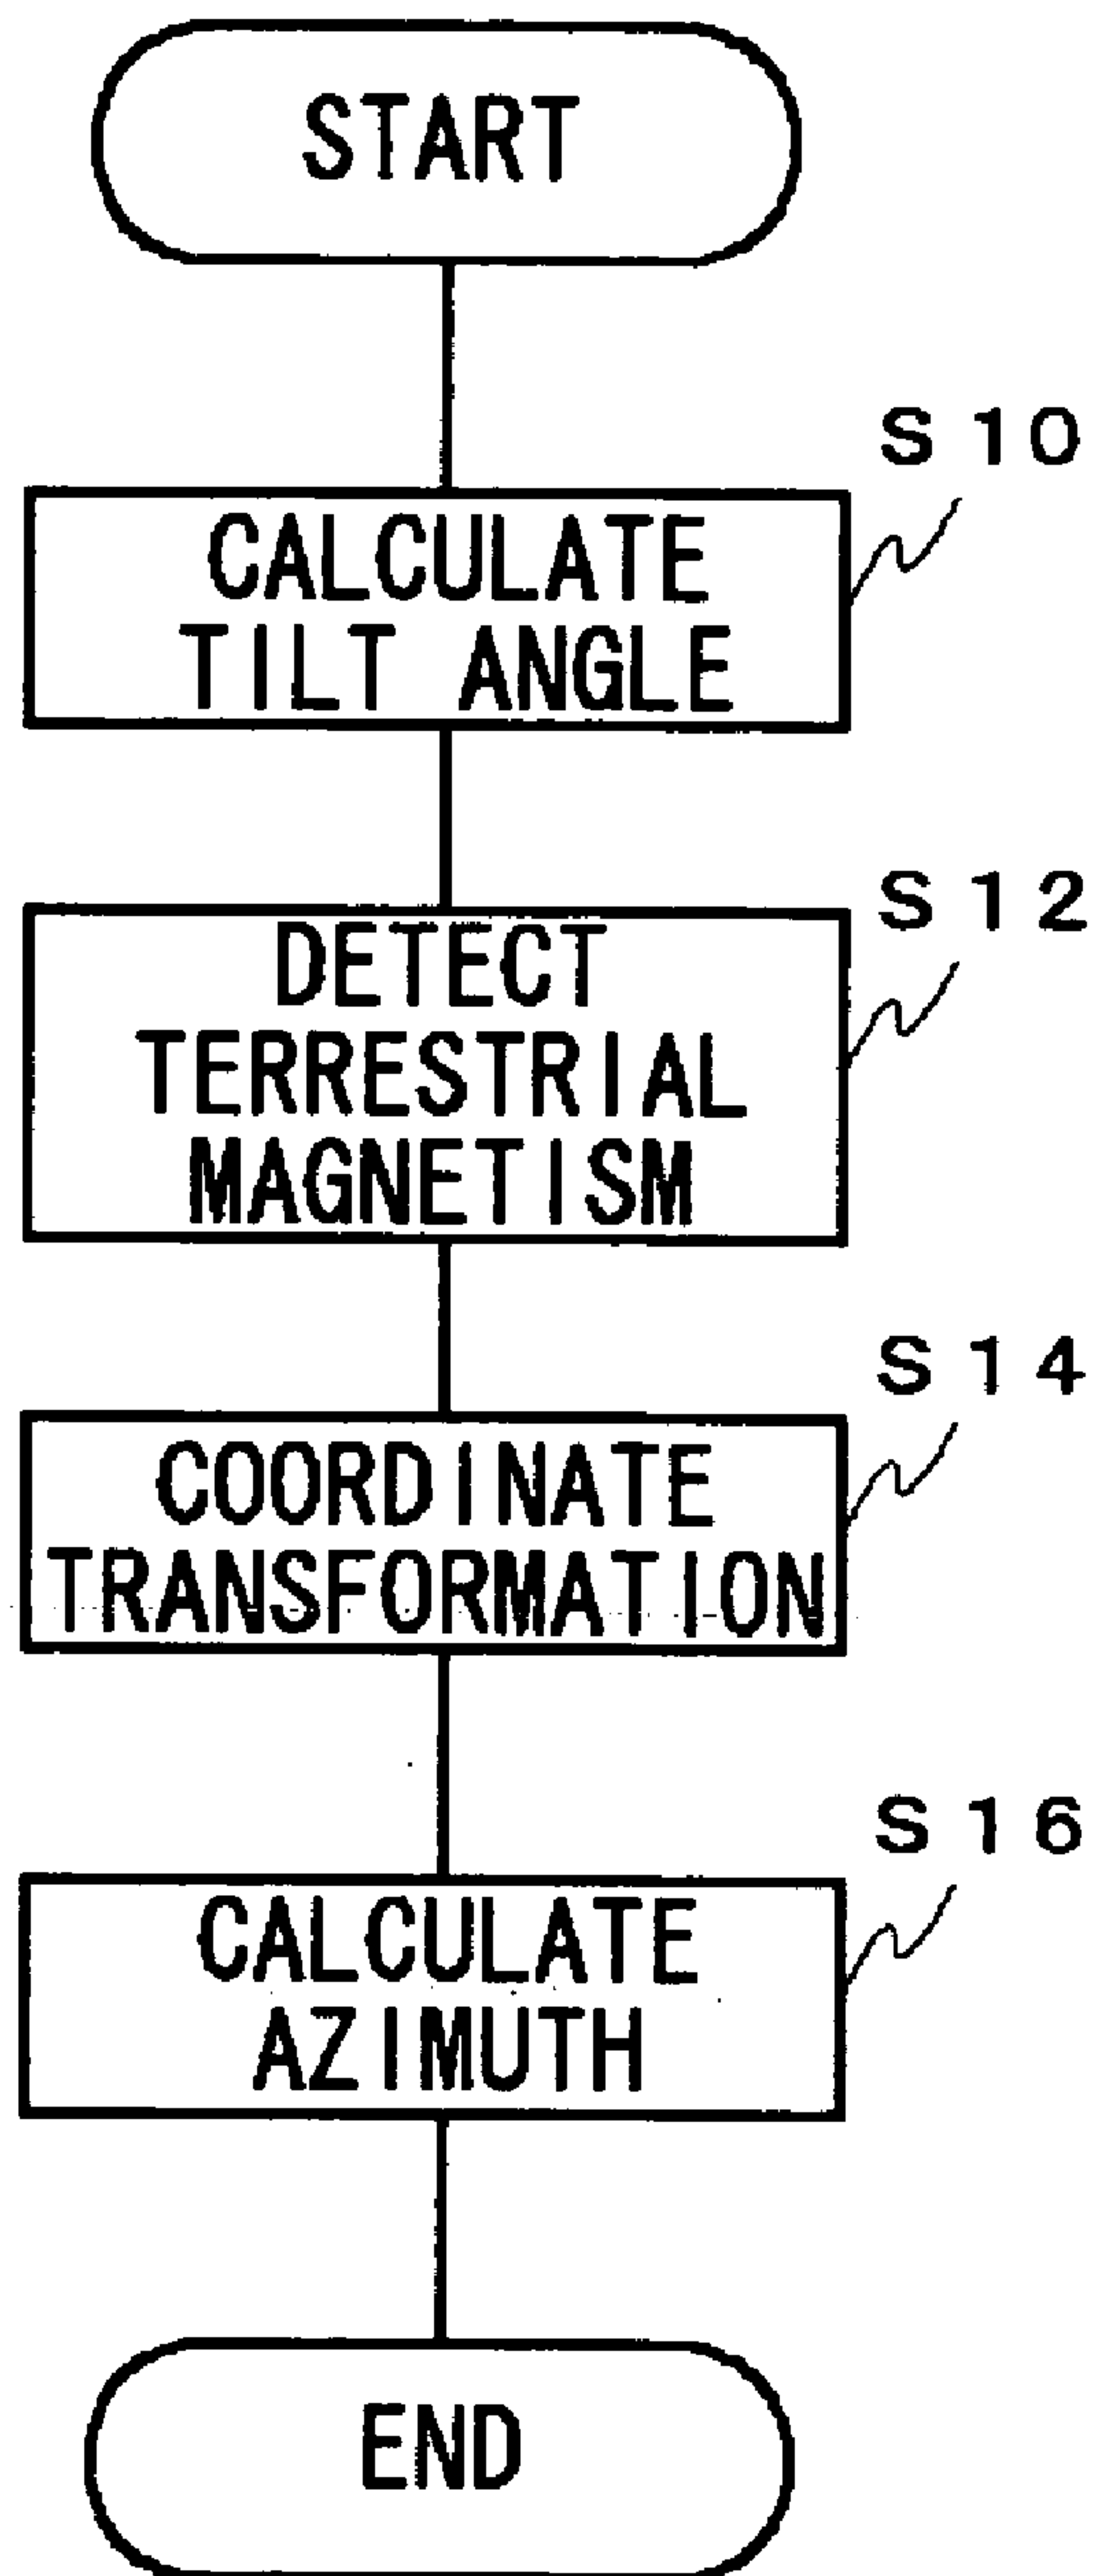 START
S10
CALCULATE
TILT ANGLE
S12
DETECT
TERRESTRIAL
MAGNETISM
S14
COORDINATE
TRANSFORMATION
S16
CALCULATE
AZIMUTH
END